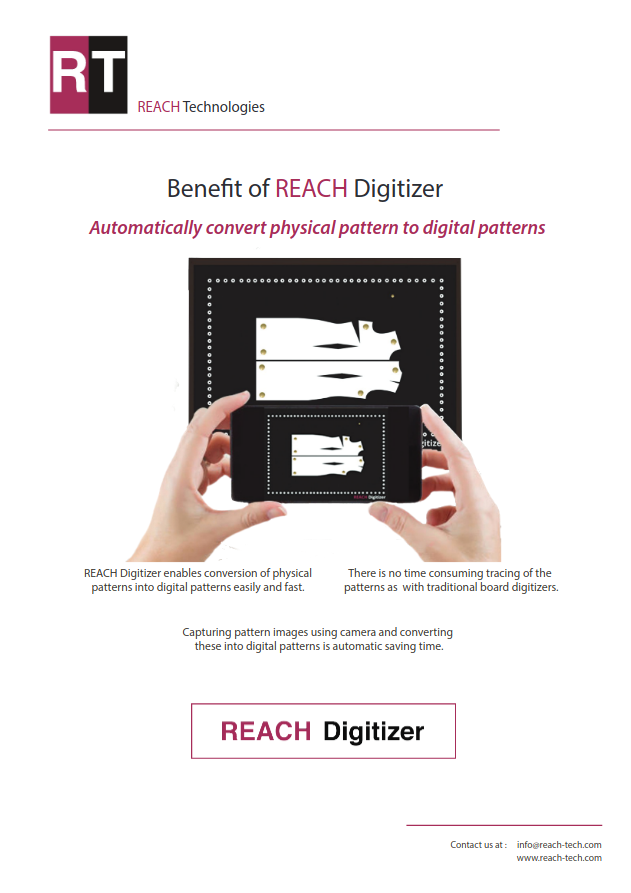 RT
REACH Technologies
Benefit of REACH Digitizer
Automatically convert physical pattern to digital patterns
gitize
REACH Digitizer
REACH Digitizer enables conversion of physical
patterns into digital patterns easily and fast.
There is no time consuming tracing of the
patterns as  with traditional board digitizers.
Capturing pattern images using camera and converting
these into digital patterns is automatic saving time.
REACH Digitizer
Contact us at :    info@reach-tech.com
www.reach-tech.com